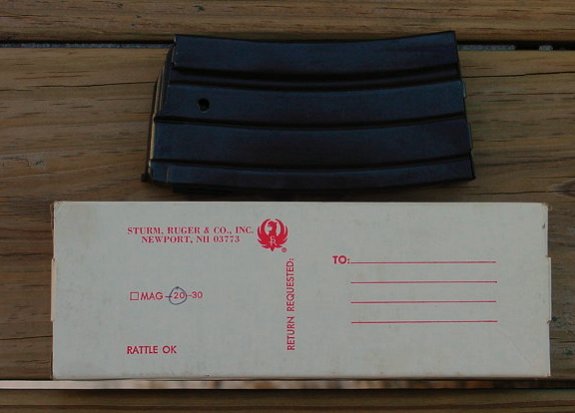 STURM, RUGER & CO., INC.
NEWPORT, NH 03773
R
®
☐ MAG-20-30
RATTLE OK
RETURN REQUESTED:
TO: